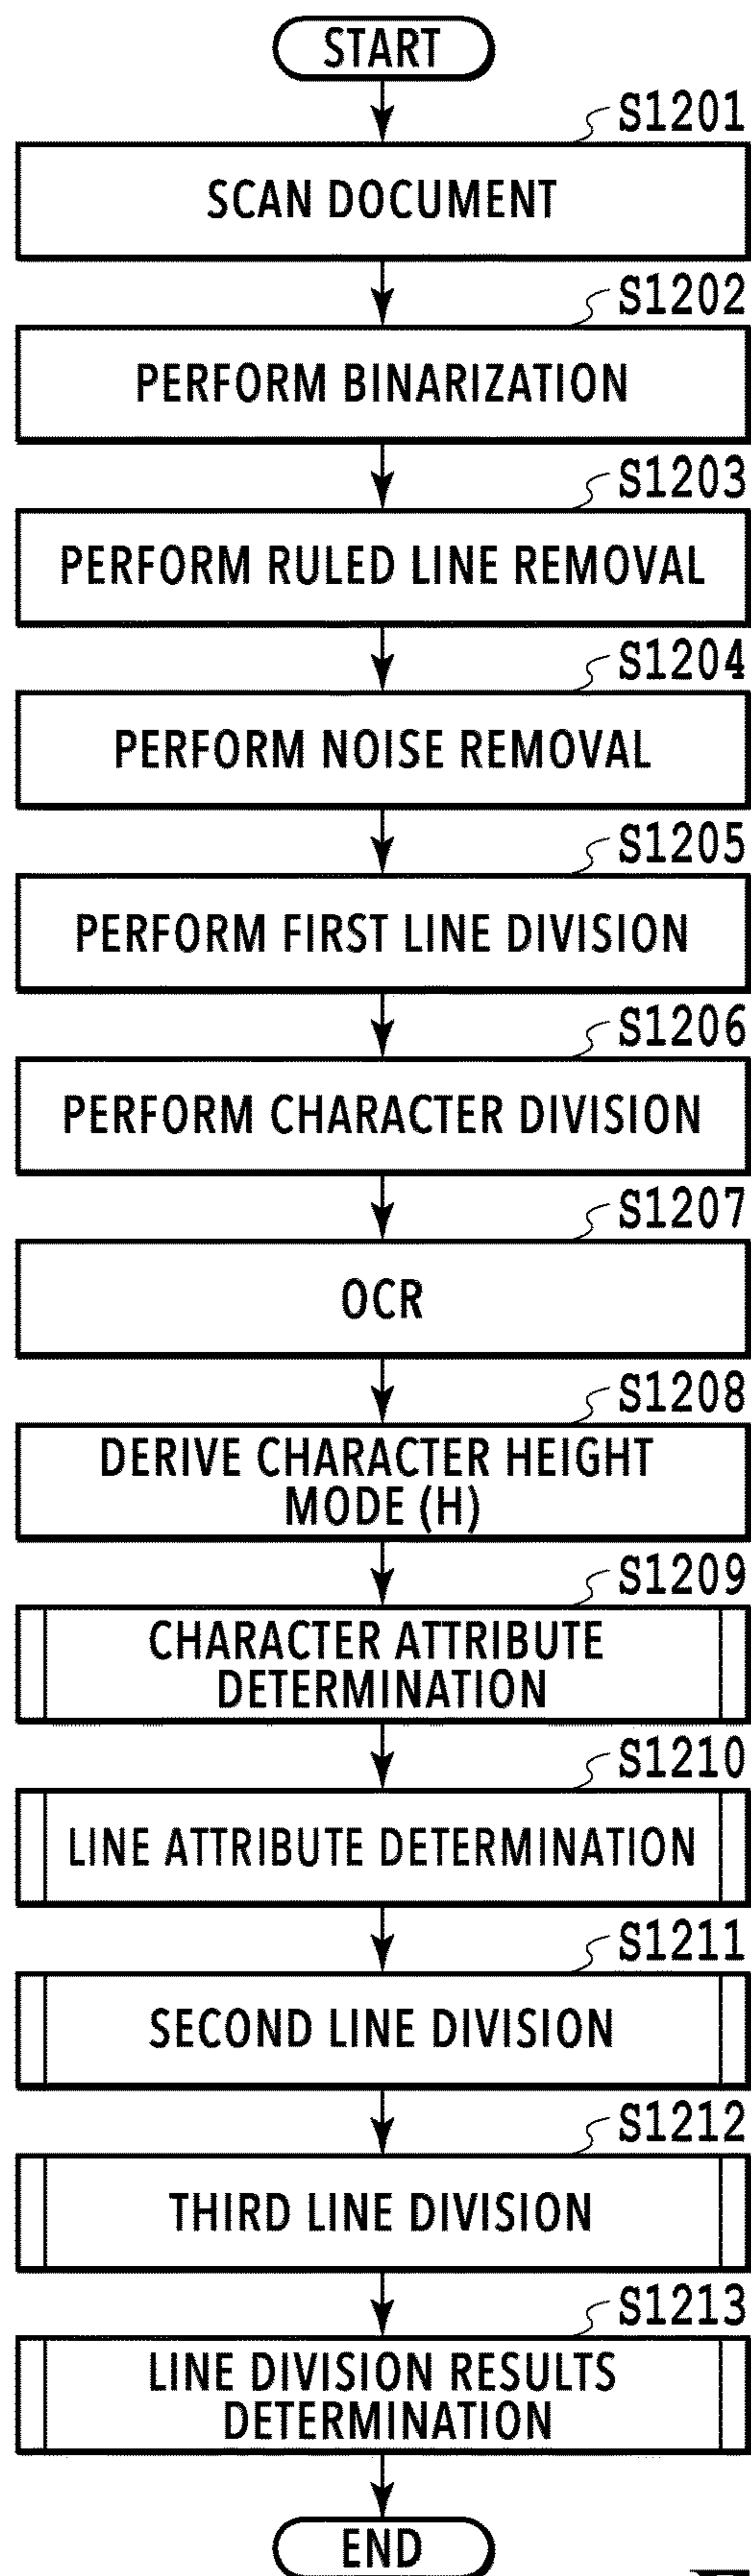 START
S1201
SCAN DOCUMENT
S1202
PERFORM BINARIZATION
S1203
PERFORM RULED LINE REMOVAL
S1204
PERFORM NOISE REMOVAL
S1205
PERFORM FIRST LINE DIVISION
S1206
PERFORM CHARACTER DIVISION
S1207
OCR
S1208
DERIVE CHARACTER HEIGHT
MODE (H)
S1209
CHARACTER ATTRIBUTE
DETERMINATION
S1210
LINE ATTRIBUTE DETERMINATION
S1211
SECOND LINE DIVISION
S1212
THIRD LINE DIVISION
S1213
LINE DIVISION RESULTS
DETERMINATION
END